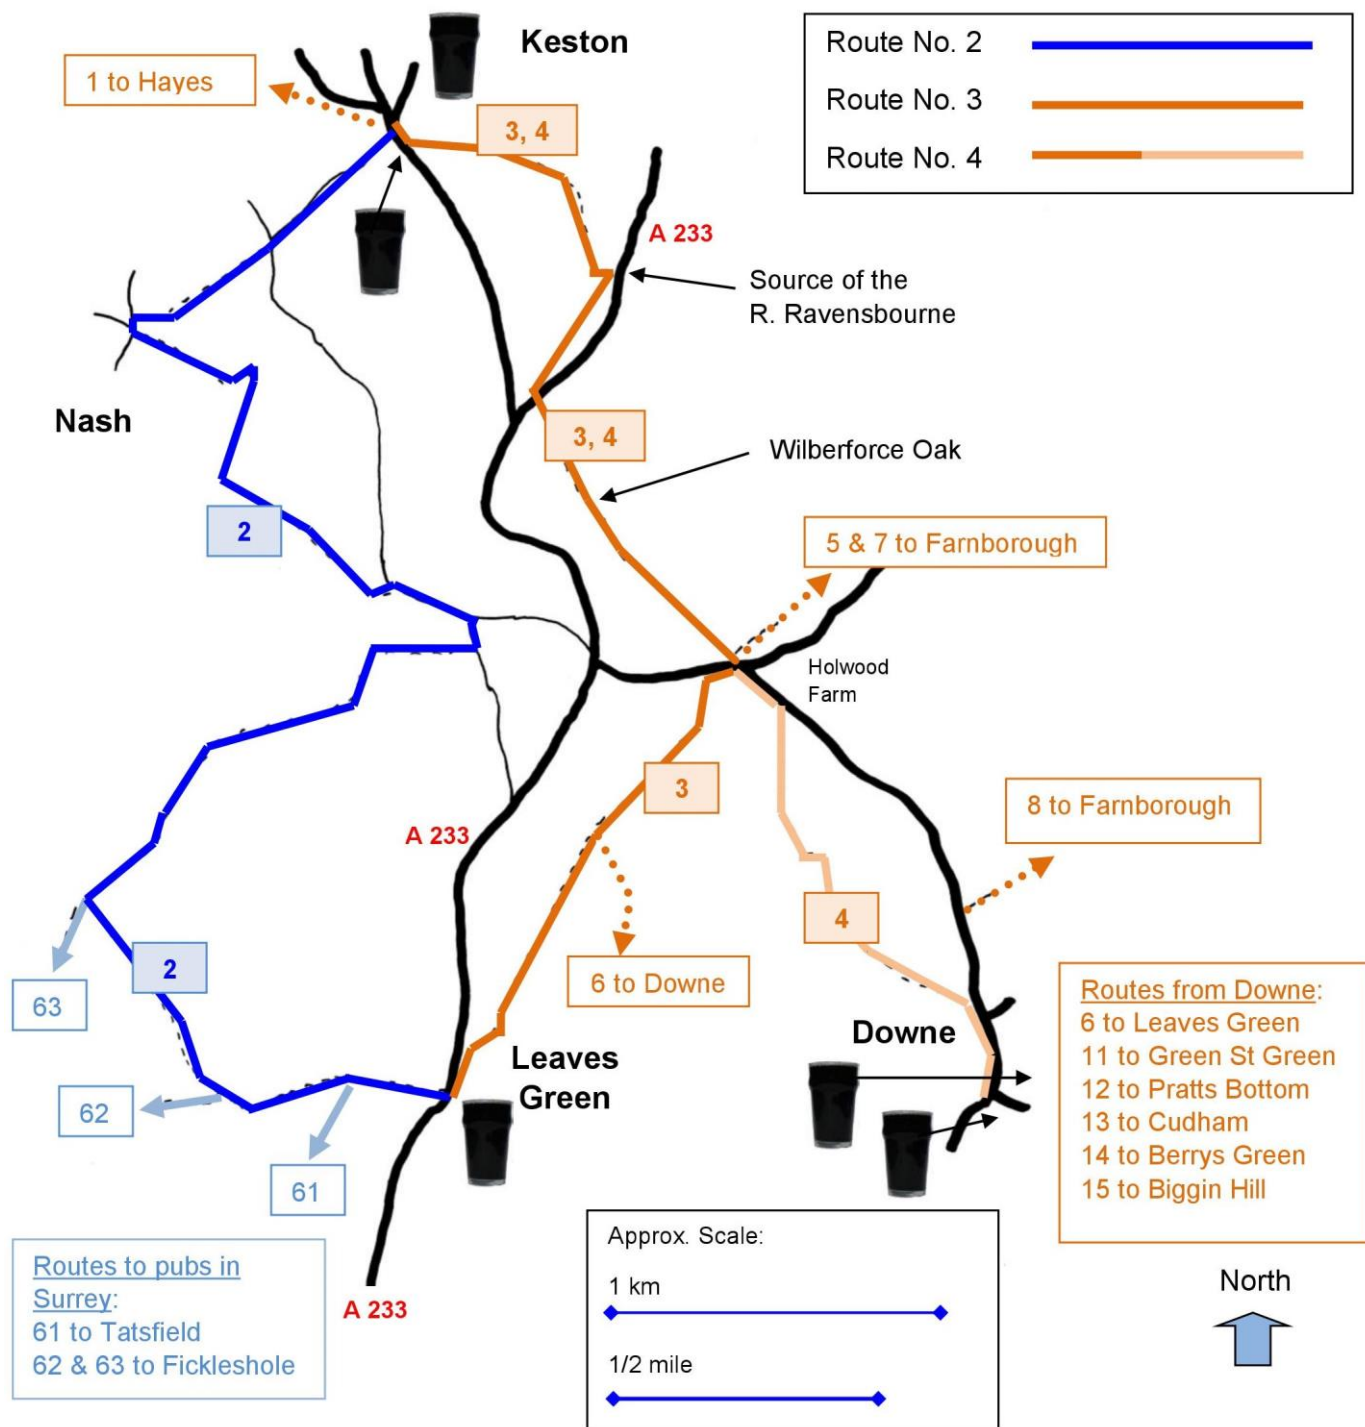 Keston
Route No. 2
Route No. 3
Route No. 4
1 to Hayes
3, 4
A 233
Source of the
R. Ravensbourne
Nash
3, 4
Wilberforce Oak
2
5 & 7 to Farnborough
Holwood
Farm
3
8 to Farnborough
A 233
4
2
6 to Downe
63
Routes from Downe:
6 to Leaves Green
11 to Green St Green
12 to Pratts Bottom
13 to Cudham
14 to Berrys Green
15 to Biggin Hill
Downe
Leaves
Green
62
61
Routes to pubs in
Surrey:
61 to Tatsfield
62 & 63 to Fickleshole
A 233
Approx. Scale:
1 km
1/2 mile
North